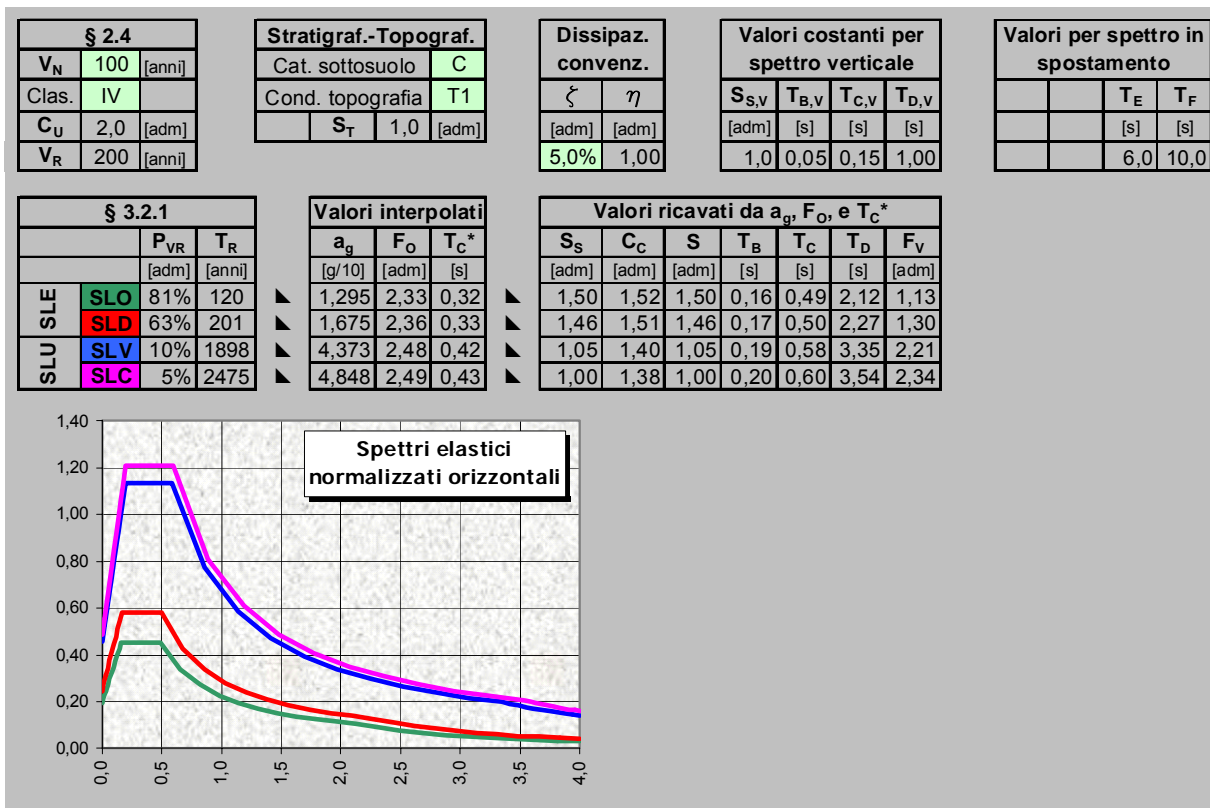 § 2.4
V_N 100 [anni]
Clas. IV
C_U 2,0 [adm]
V_R 200 [anni]
Stratigraf.-Topograf.
Cat. sottosuolo C
Cond. topografia T1
S_T 1,0 [adm]
Dissipaz.
convenz.
ζ η
[adm] [adm]
5,0% 1,00
Valori costanti per
spettro verticale
S_S,V T_B,V T_C,V T_D,V
[adm] [s] [s] [s]
1,0 0,05 0,15 1,00
Valori per spettro in
spostamento
T_E T_F
[s] [s]
6,0 10,0
§ 3.2.1
P_VR T_R
[adm] [anni]
SLE
SLO 81% 120
SLD 63% 201
SLU
SLV 10% 1898
SLC 5% 2475
Valori interpolati
a_g F_O T_C*
[g/10] [adm] [s]
1,295 2,33 0,32
1,675 2,36 0,33
4,373 2,48 0,42
4,848 2,49 0,43
Valori ricavati da a_g, F_O, e T_C*
S_S C_C S T_B T_C T_D F_V
[adm] [adm] [adm] [s] [s] [s] [adm]
1,50 1,52 1,50 0,16 0,49 2,12 1,13
1,46 1,51 1,46 0,17 0,50 2,27 1,30
1,05 1,40 1,05 0,19 0,58 3,35 2,21
1,00 1,38 1,00 0,20 0,60 3,54 2,34
Spettri elastici
normalizzati orizzontali
1,40
1,20
1,00
0,80
0,60
0,40
0,20
0,00
0,0 0,5 1,0 1,5 2,0 2,5 3,0 3,5 4,0